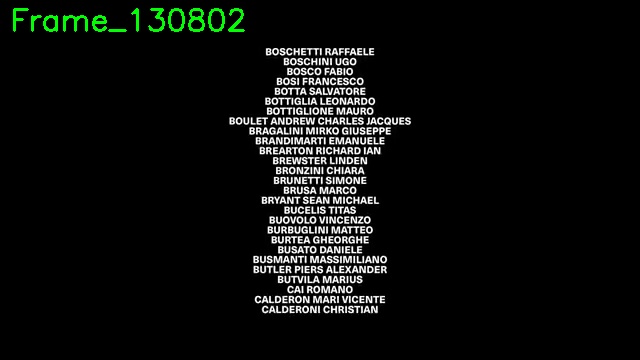 Frame_130802
BOSCHETTI RAFFAELE
BOSCHINI UGO
BOSCO FABIO
BOSI FRANCESCO
BOTTA SALVATORE
BOTTIGLIA LEONARDO
BOTTIGLIONE MAURO
BOULET ANDREW CHARLES JACQUES
BRAGALINI MIRKO GIUSEPPE
BRANDIMARTI EMANUELE
BREARTON RICHARD IAN
BREWSTER LINDEN
BRONZINI CHIARA
BRUNETTI SIMONE
BRUSA MARCO
BRYANT SEAN MICHAEL
BUCELIS TITAS
BUOVOLO VINCENZO
BURBUGLINI MATTEO
BURTEA GHEORGHE
BUSATO DANIELE
BUSMANTI MASSIMILIANO
BUTLER PIERS ALEXANDER
BUTVILA MARIUS
CAI ROMANO
CALDERON MARI VICENTE
CALDERONI CHRISTIAN